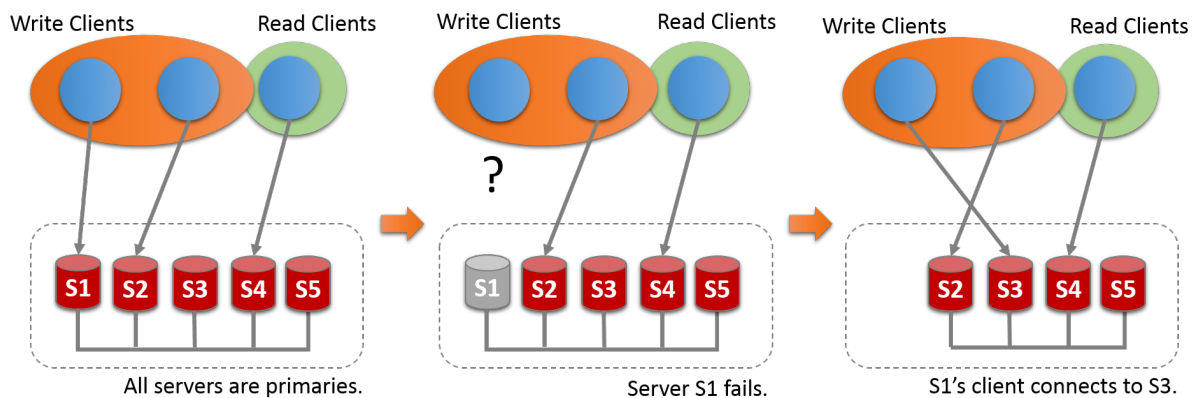 Write Clients
Read Clients
S1 S2 S3 S4 S5
All servers are primaries.
Write Clients
Read Clients
?
S1 S2 S3 S4 S5
Server S1 fails.
Write Clients
Read Clients
S2 S3 S4 S5
S1's client connects to S3.